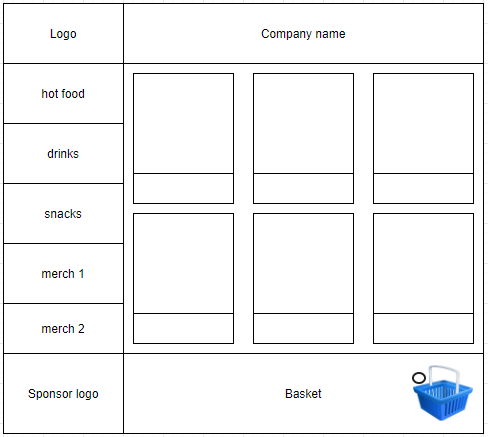 Logo
Company name
hot food
drinks
snacks
merch 1
merch 2
Sponsor logo
Basket